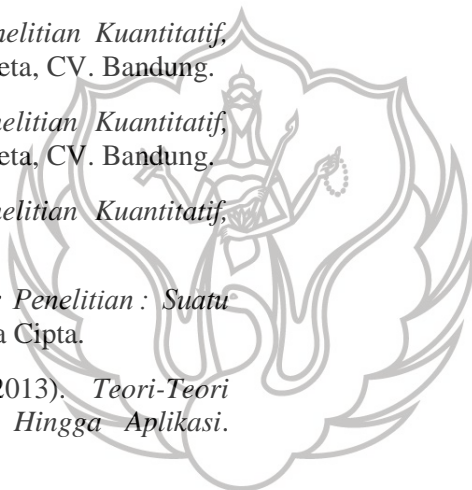 nelitian Kuantitatif,
eta, CV. Bandung.
nelitian Kuantitatif,
eta, CV. Bandung.
nelitian Kuantitatif,
Penelitian : Suatu
a Cipta.
2013). Teori-Teori
Hingga Aplikasi.